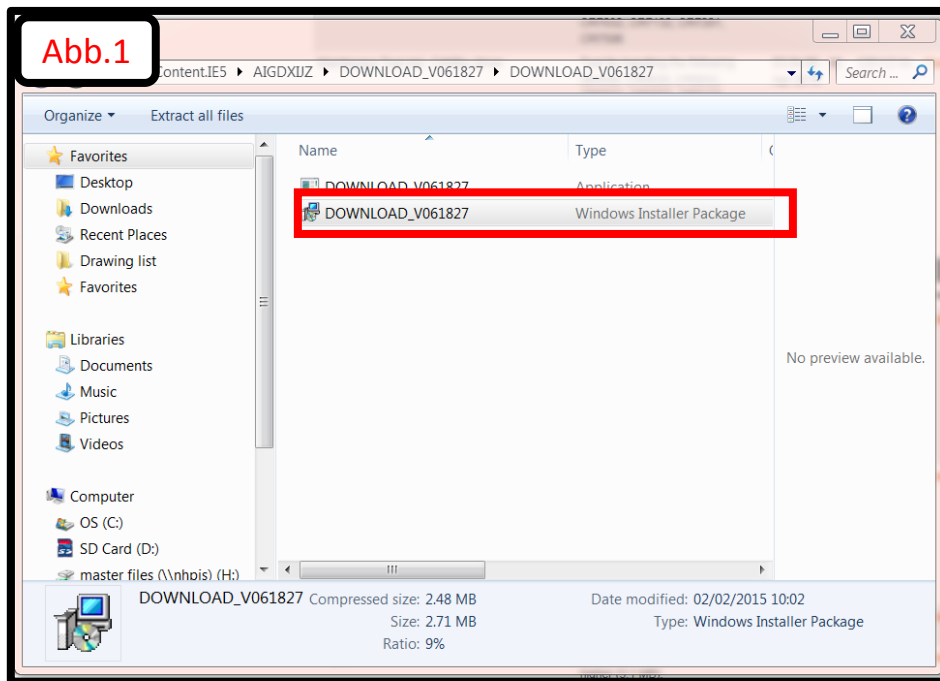 Abb.1
Content.IE5 ▸ AIGDXIJZ ▸ DOWNLOAD_V061827 ▸ DOWNLOAD_V061827
Search ...
Organize
Extract all files
Favorites
Desktop
Downloads
Recent Places
Drawing list
Favorites
Libraries
Documents
Music
Pictures
Videos
Computer
OS (C:)
SD Card (D:)
master files (\\nhpis) (H:)
Name Type
DOWNLOAD_V061827 Application
DOWNLOAD_V061827 Windows Installer Package
No preview available.
DOWNLOAD_V061827 Compressed size: 2.48 MB Date modified: 02/02/2015 10:02
Size: 2.71 MB Type: Windows Installer Package
Ratio: 9%